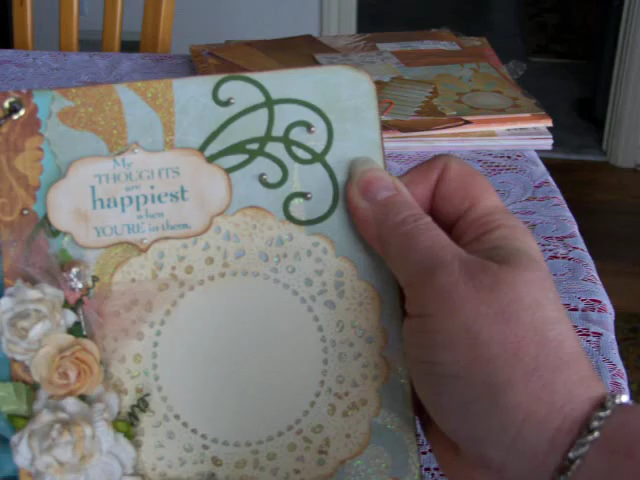 My
THOUGHTS
are
happiest
when
YOU'RE in them.